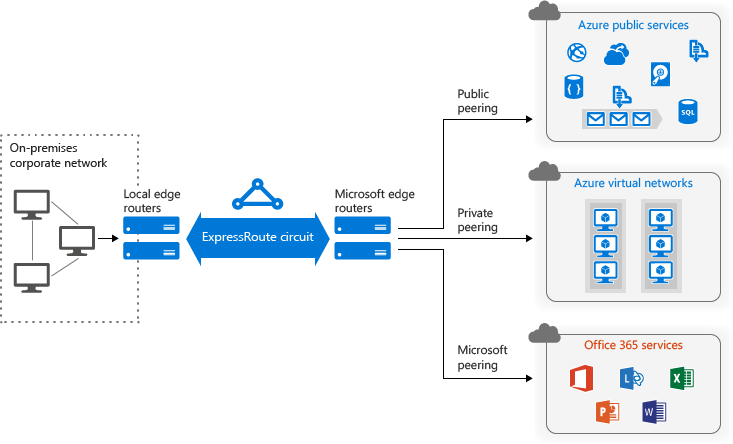 On-premises
corporate network
Local edge
routers
ExpressRoute circuit
Microsoft edge
routers
Public
peering
Private
peering
Microsoft
peering
Azure public services
{ }
SQL
Azure virtual networks
Office 365 services
L
X
P
W